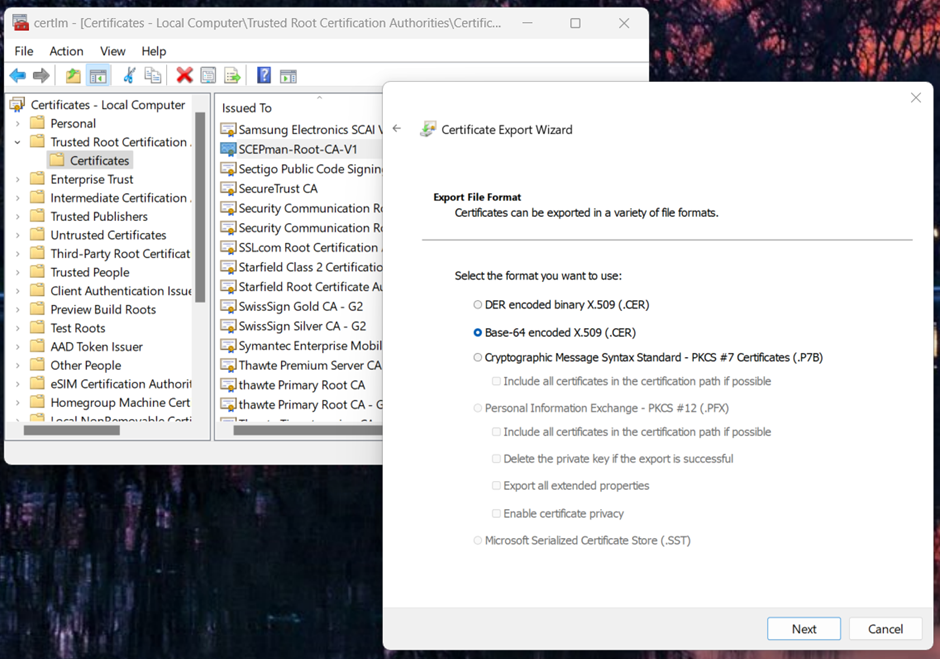 certlm - [Certificates - Local Computer\Trusted Root Certification Authorities\Certific...
File Action View Help
Certificates - Local Computer
Personal
Trusted Root Certification
Certificates
Enterprise Trust
Intermediate Certification
Trusted Publishers
Untrusted Certificates
Third-Party Root Certificat
Trusted People
Client Authentication Issue
Preview Build Roots
Test Roots
AAD Token Issuer
Other People
eSIM Certification Authorit
Homegroup Machine Cert
Local NonRemovable Certi
Issued To
Samsung Electronics SCAI V
SCEPman-Root-CA-V1
Sectigo Public Code Signin
SecureTrust CA
Security Communication Ro
Security Communication Ro
SSL.com Root Certification
Starfield Class 2 Certificatio
Starfield Root Certificate Au
SwissSign Gold CA - G2
SwissSign Silver CA - G2
Symantec Enterprise Mobil
Thawte Premium Server CA
thawte Primary Root CA
thawte Primary Root CA - G
Certificate Export Wizard
Export File Format
Certificates can be exported in a variety of file formats.
Select the format you want to use:
DER encoded binary X.509 (.CER)
Base-64 encoded X.509 (.CER)
Cryptographic Message Syntax Standard - PKCS #7 Certificates (.P7B)
Include all certificates in the certification path if possible
Personal Information Exchange - PKCS #12 (.PFX)
Include all certificates in the certification path if possible
Delete the private key if the export is successful
Export all extended properties
Enable certificate privacy
Microsoft Serialized Certificate Store (.SST)
Next
Cancel